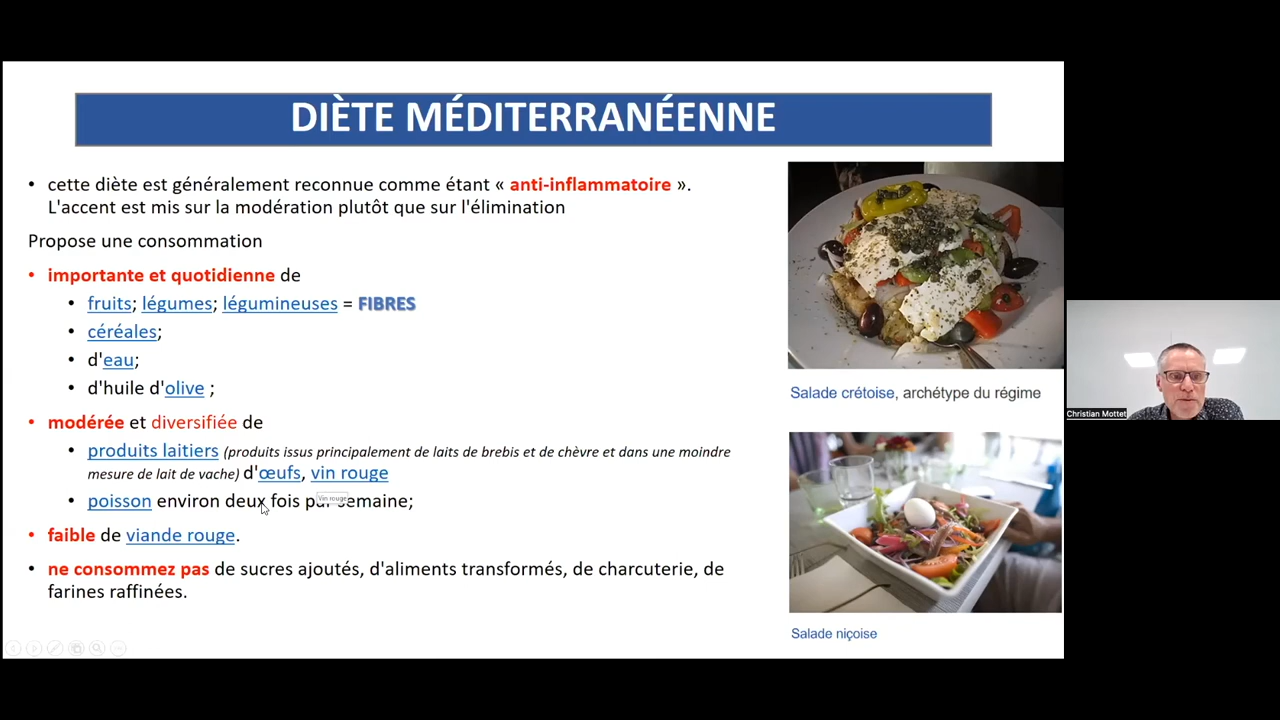 DIÈTE MÉDITERRANÉENNE
• cette diète est généralement reconnue comme étant « anti-inflammatoire ».
L'accent est mis sur la modération plutôt que sur l'élimination
Propose une consommation
• importante et quotidienne de
• fruits; légumes; légumineuses = FIBRES
• céréales;
• d'eau;
• d'huile d'olive ;
• modérée et diversifiée de
• produits laitiers (produits issus principalement de laits de brebis et de chèvre et dans une moindre
mesure de lait de vache) d'œufs, vin rouge
• poisson environ deux fois par semaine;
Vin rouge
• faible de viande rouge.
• ne consommez pas de sucres ajoutés, d'aliments transformés, de charcuterie, de
farines raffinées.
Salade crétoise, archétype du régime
Salade niçoise
Christian Mottet